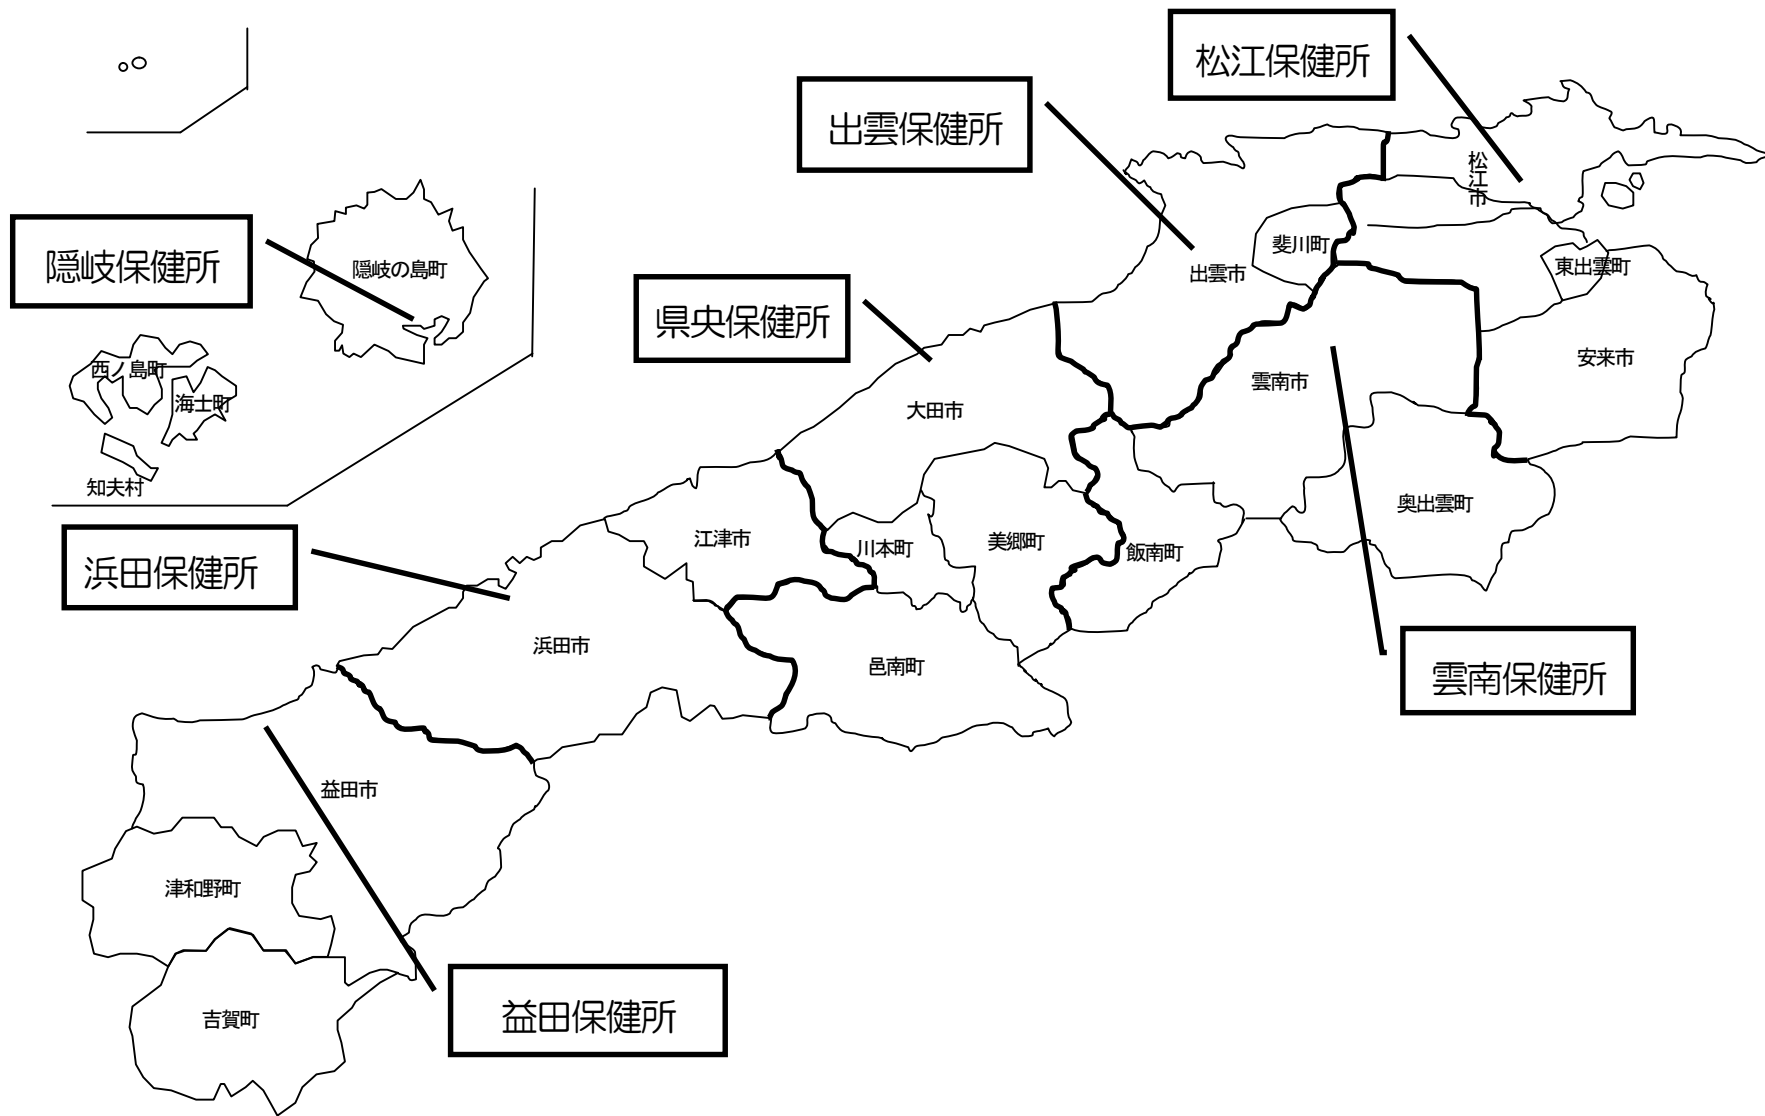 松江保健所
出雲保健所
松江市
隠岐保健所
隠岐の島町
斐川町
出雲市
東出雲町
県央保健所
西ノ島町
海士町
安来市
雲南市
大田市
知夫村
奥出雲町
江津市
川本町
美郷町
飯南町
浜田保健所
浜田市
邑南町
雲南保健所
益田市
津和野町
吉賀町
益田保健所